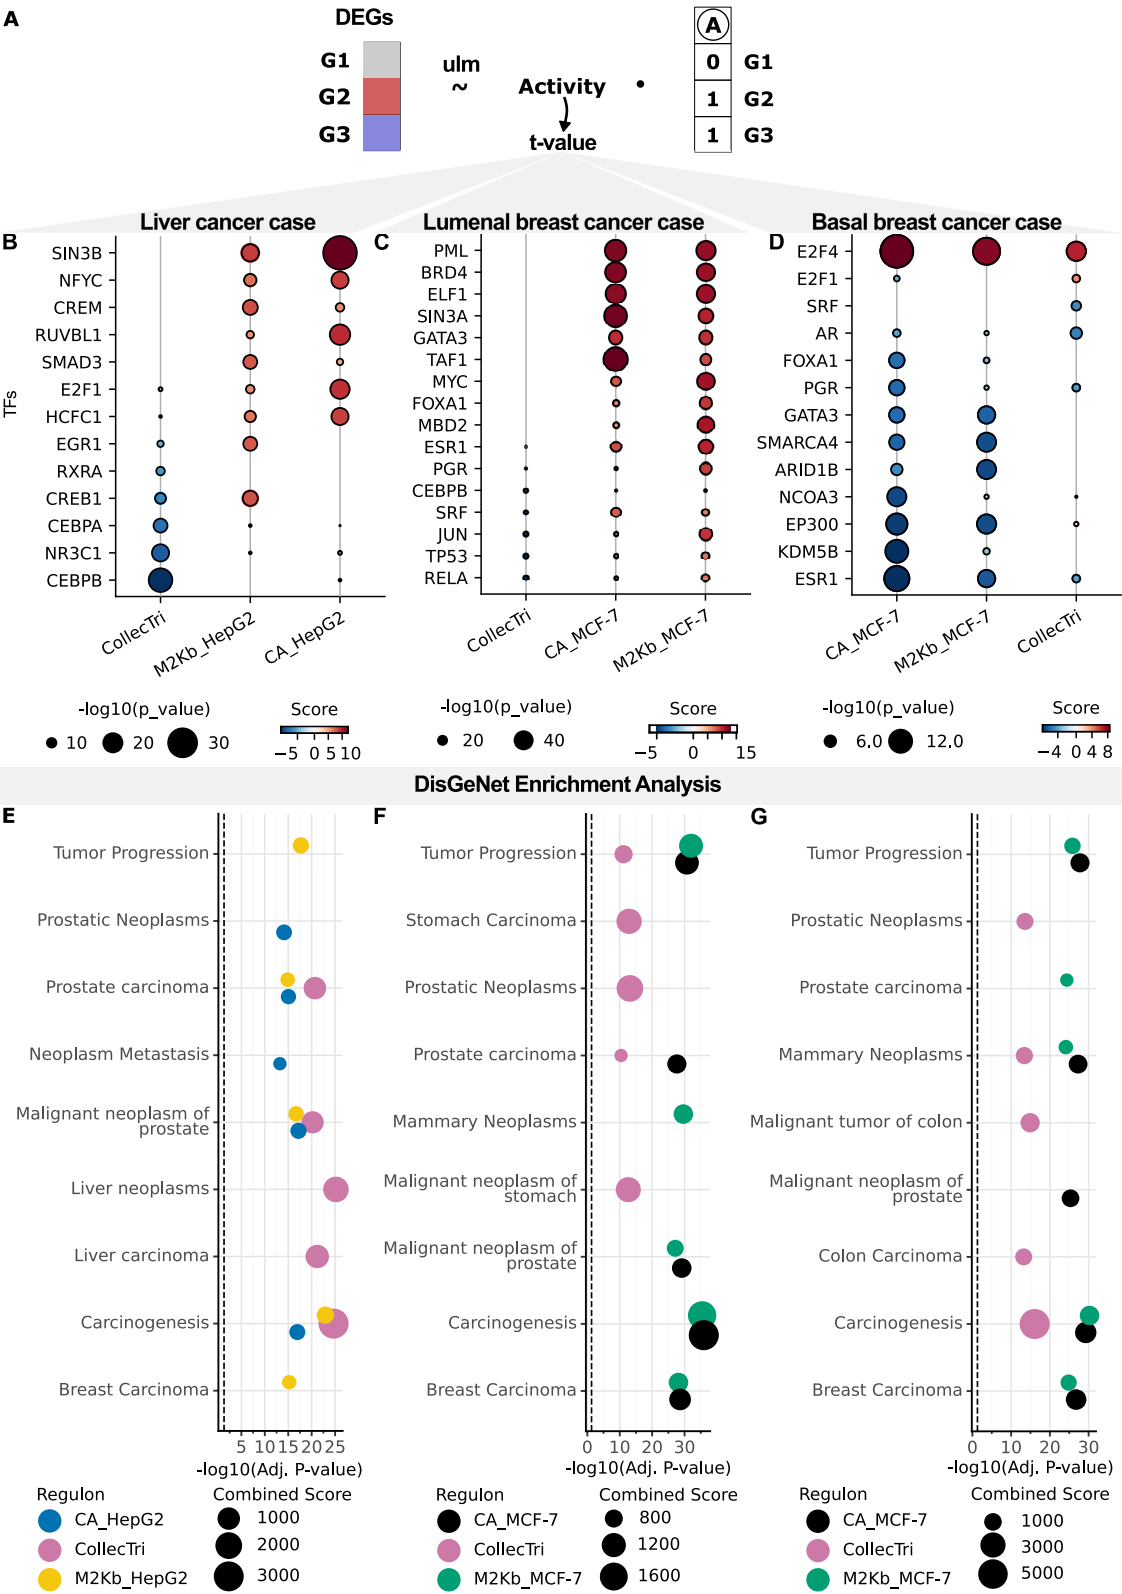 A
DEGs
G1
G2
G3
ulm
~
Activity
•
t-value
A
0 G1
1 G2
1 G3
Liver cancer case
Lumenal breast cancer case
Basal breast cancer case
B
TFs
SIN3B
NFYC
CREM
RUVBL1
SMAD3
E2F1
HCFC1
EGR1
RXRA
CREB1
CEBPA
NR3C1
CEBPB
CollecTri
M2Kb_HepG2
CA_HepG2
-log10(p_value)
10 20 30
Score
−5 0 5 10
C
PML
BRD4
ELF1
SIN3A
GATA3
TAF1
MYC
FOXA1
MBD2
ESR1
PGR
CEBPB
SRF
JUN
TP53
RELA
CollecTri
CA_MCF-7
M2Kb_MCF-7
-log10(p_value)
20 40
Score
−5 0 15
D
E2F4
E2F1
SRF
AR
FOXA1
PGR
GATA3
SMARCA4
ARID1B
NCOA3
EP300
KDM5B
ESR1
CA_MCF-7
M2Kb_MCF-7
CollecTri
-log10(p_value)
6.0 12.0
Score
−4 0 4 8
DisGeNet Enrichment Analysis
E
Tumor Progression
Prostatic Neoplasms
Prostate carcinoma
Neoplasm Metastasis
Malignant neoplasm of
prostate
Liver neoplasms
Liver carcinoma
Carcinogenesis
Breast Carcinoma
5 10 15 20 25
-log10(Adj. P-value)
Regulon
CA_HepG2
CollecTri
M2Kb_HepG2
Combined Score
1000
2000
3000
F
Tumor Progression
Stomach Carcinoma
Prostatic Neoplasms
Prostate carcinoma
Mammary Neoplasms
Malignant neoplasm of
stomach
Malignant neoplasm of
prostate
Carcinogenesis
Breast Carcinoma
0 10 20 30
-log10(Adj. P-value)
Regulon
CA_MCF-7
CollecTri
M2Kb_MCF-7
Combined Score
800
1200
1600
G
Tumor Progression
Prostatic Neoplasms
Prostate carcinoma
Mammary Neoplasms
Malignant tumor of colon
Malignant neoplasm of
prostate
Colon Carcinoma
Carcinogenesis
Breast Carcinoma
0 10 20 30
-log10(Adj. P-value)
Regulon
CA_MCF-7
CollecTri
M2Kb_MCF-7
Combined Score
1000
3000
5000